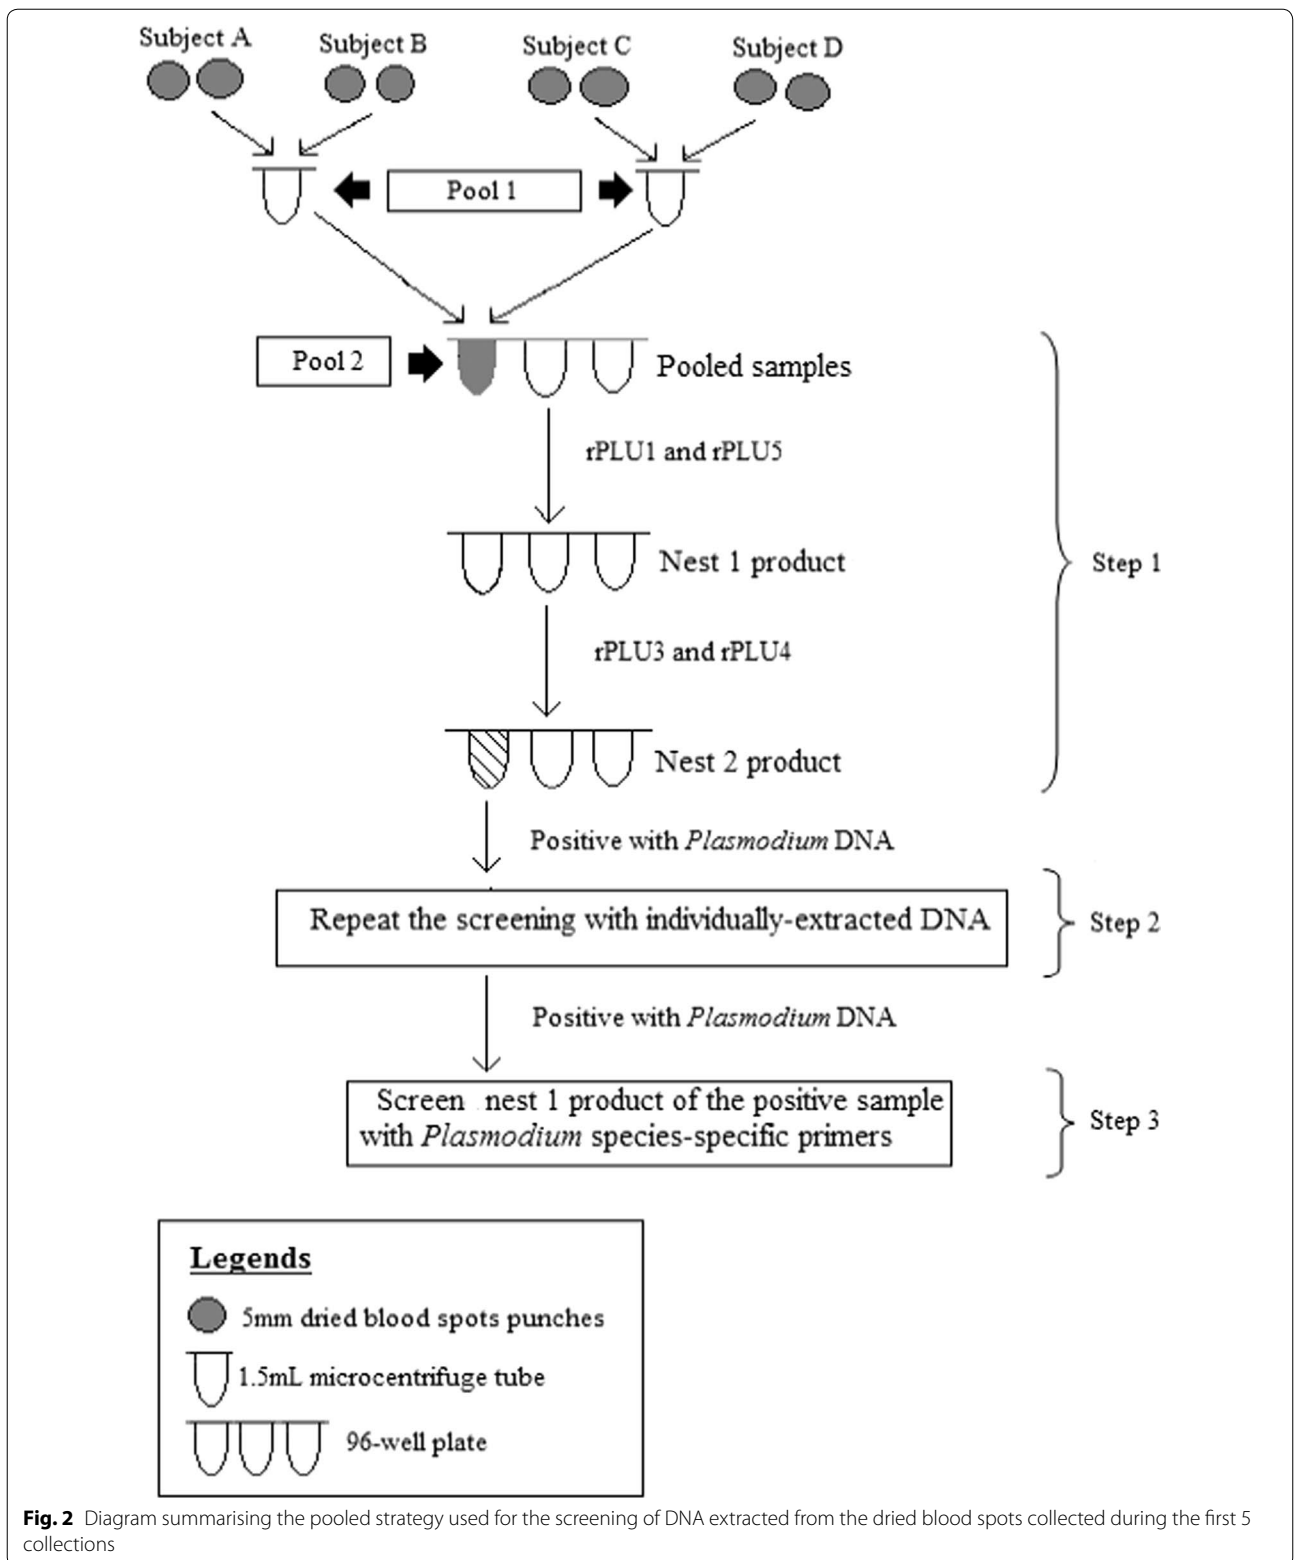 Subject A
Subject B
Subject C
Subject D
Pool 1
Pool 2
Pooled samples
rPLU1 and rPLU5
Nest 1 product
Step 1
rPLU3 and rPLU4
Nest 2 product
Positive with Plasmodium DNA
Repeat the screening with individually-extracted DNA
Step 2
Positive with Plasmodium DNA
Screen nest 1 product of the positive sample
with Plasmodium species-specific primers
Step 3
Legends
5mm dried blood spots punches
1.5mL microcentrifuge tube
96-well plate
Fig. 2 Diagram summarising the pooled strategy used for the screening of DNA extracted from the dried blood spots collected during the first 5
collections